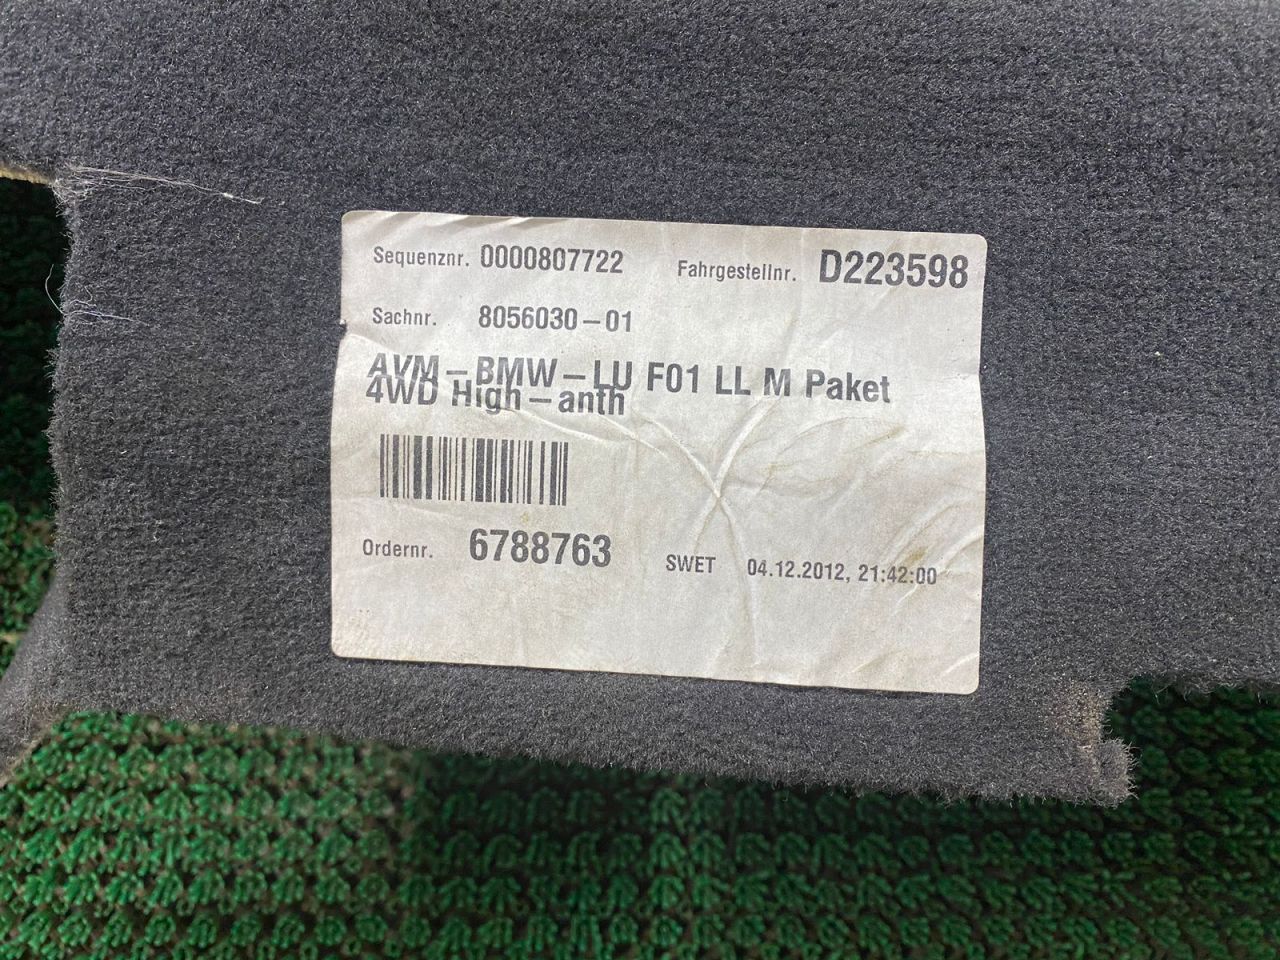 Sequenznr. 0000807722 Fahrgestellnr. D223598
Sachnr. 8056030-01
AVM-BMW-LU F01 LL M Paket
4WD High-anth
Ordernr. 6788763 SWET 04.12.2012, 21:42:00